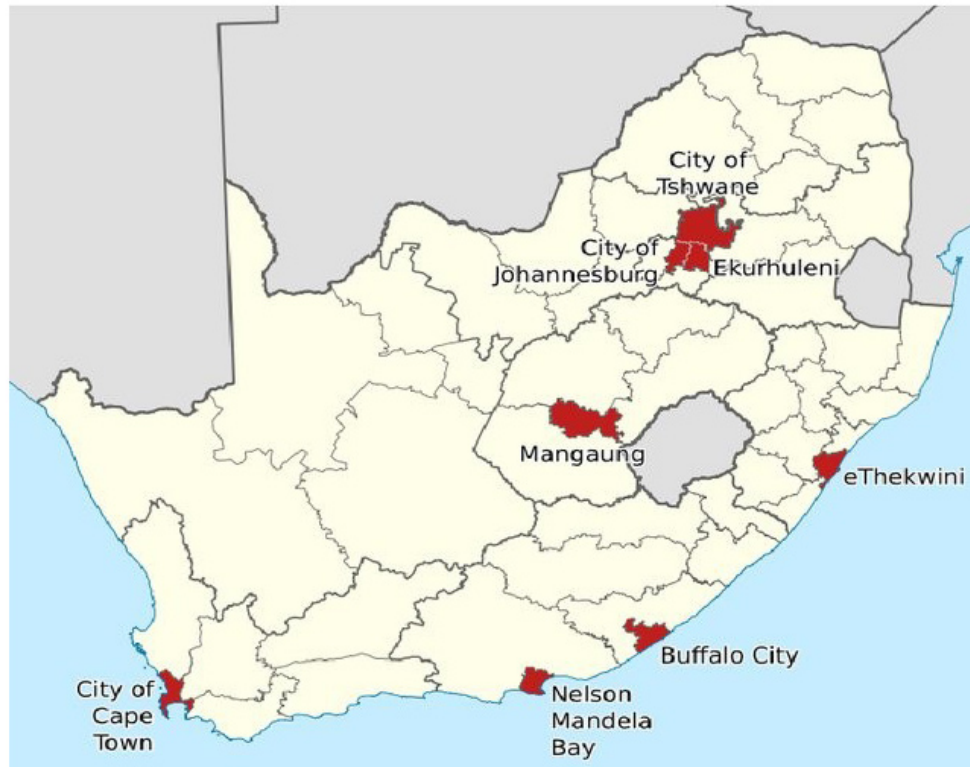 City of
Tshwane
City of
Johannesburg
Ekurhuleni
Mangaung
eThekwini
Buffalo City
City of
Cape
Town
Nelson
Mandela
Bay